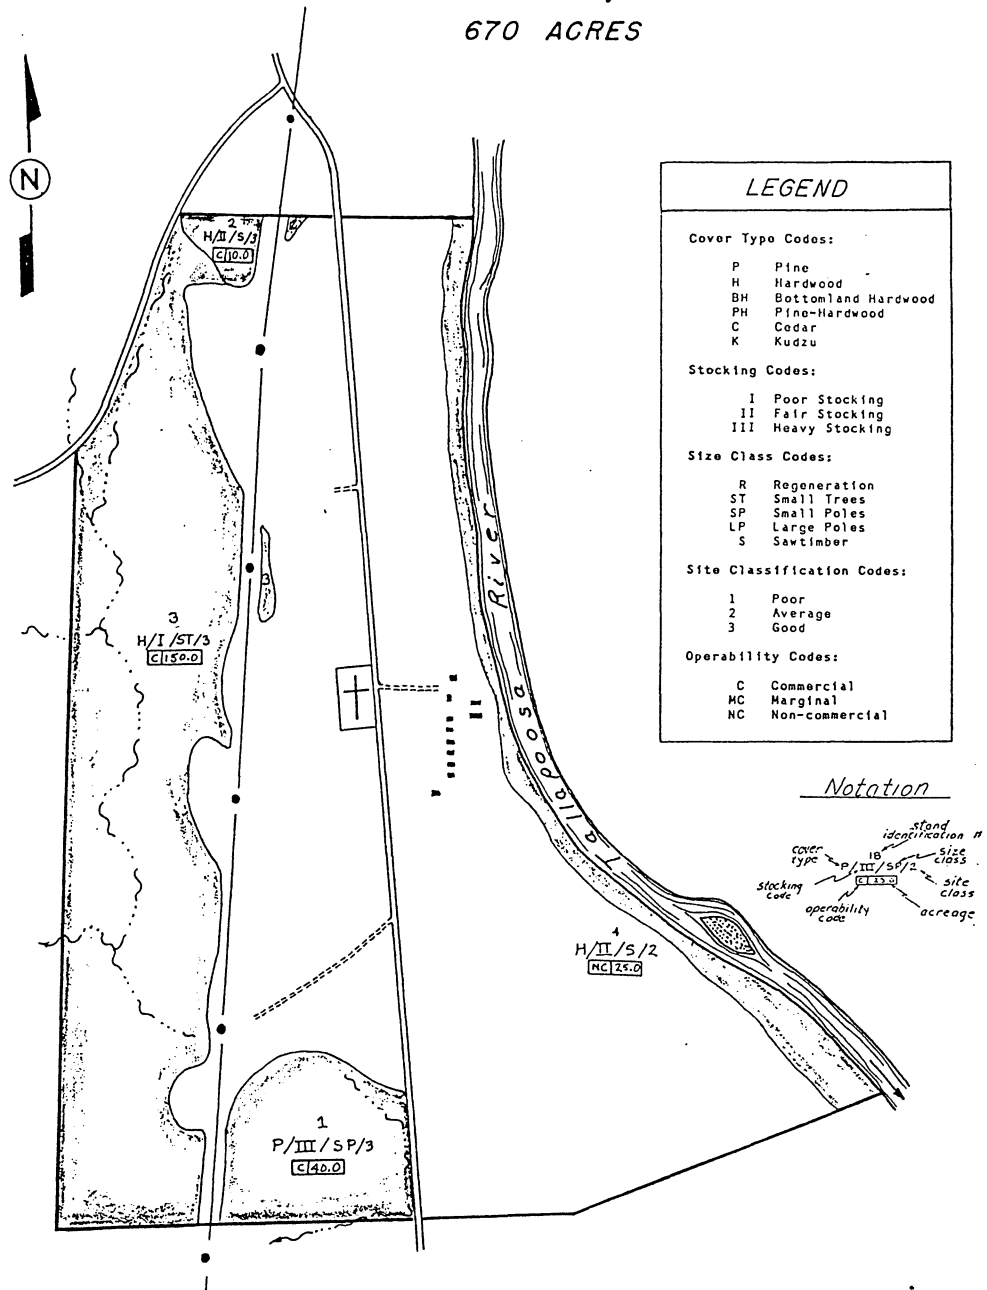 670 ACRES
N
2
H/II/S/3
C 10.0
2
LEGEND
Cover Type Codes:
P Pine
H Hardwood
BH Bottomland Hardwood
PH Pine-Hardwood
C Cedar
K Kudzu
Stocking Codes:
I Poor Stocking
II Fair Stocking
III Heavy Stocking
Size Class Codes:
R Regeneration
ST Small Trees
SP Small Poles
LP Large Poles
S Sawtimber
Site Classification Codes:
1 Poor
2 Average
3 Good
Operability Codes:
C Commercial
MC Marginal
NC Non-commercial
3
3
H/I/ST/3
C 150.0
Tallapoosa River
Notation
stand
identification #
cover
type
1B
size
class
P/III/SP/2
stocking
code
C 23.0
site
class
operability
code
acreage
4
H/II/S/2
NC 25.0
1
P/III/SP/3
C 40.0